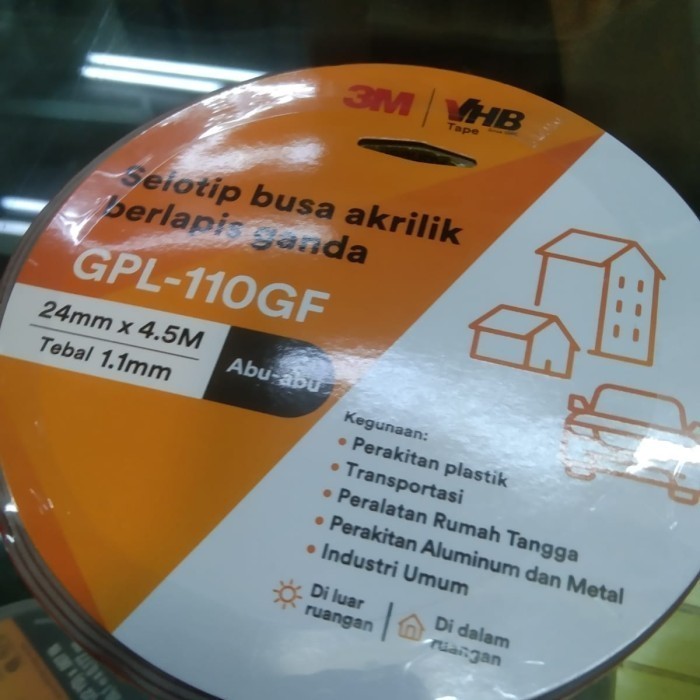 3M | VHB
Tape
Selotip busa akrilik
berlapis ganda
GPL-110GF
24mm x 4.5M
Tebal 1.1mm
Abu-abu
Kegunaan:
• Perakitan plastik
• Transportasi
• Peralatan Rumah Tangga
• Perakitan Aluminum dan Metal
• Industri Umum
Di luar
ruangan
Di dalam
ruangan